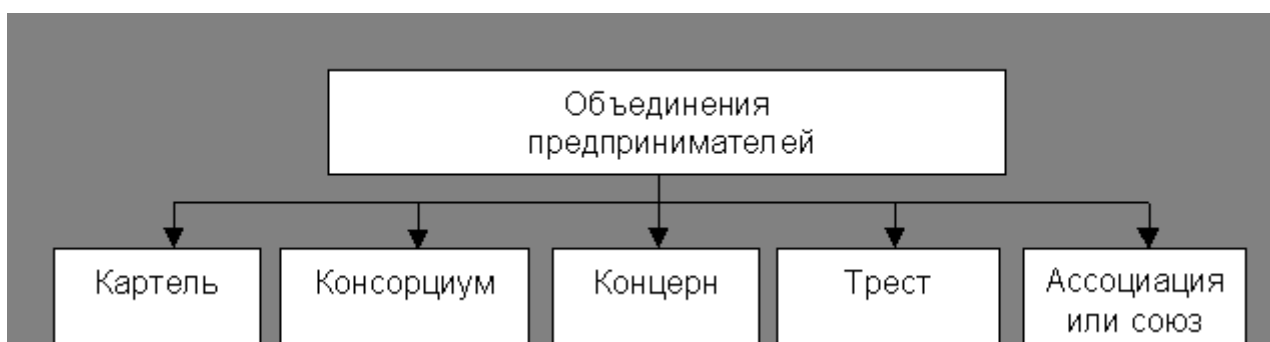 Объединения
предпринимателей
Картель
Консорциум
Концерн
Трест
Ассоциация
или союз